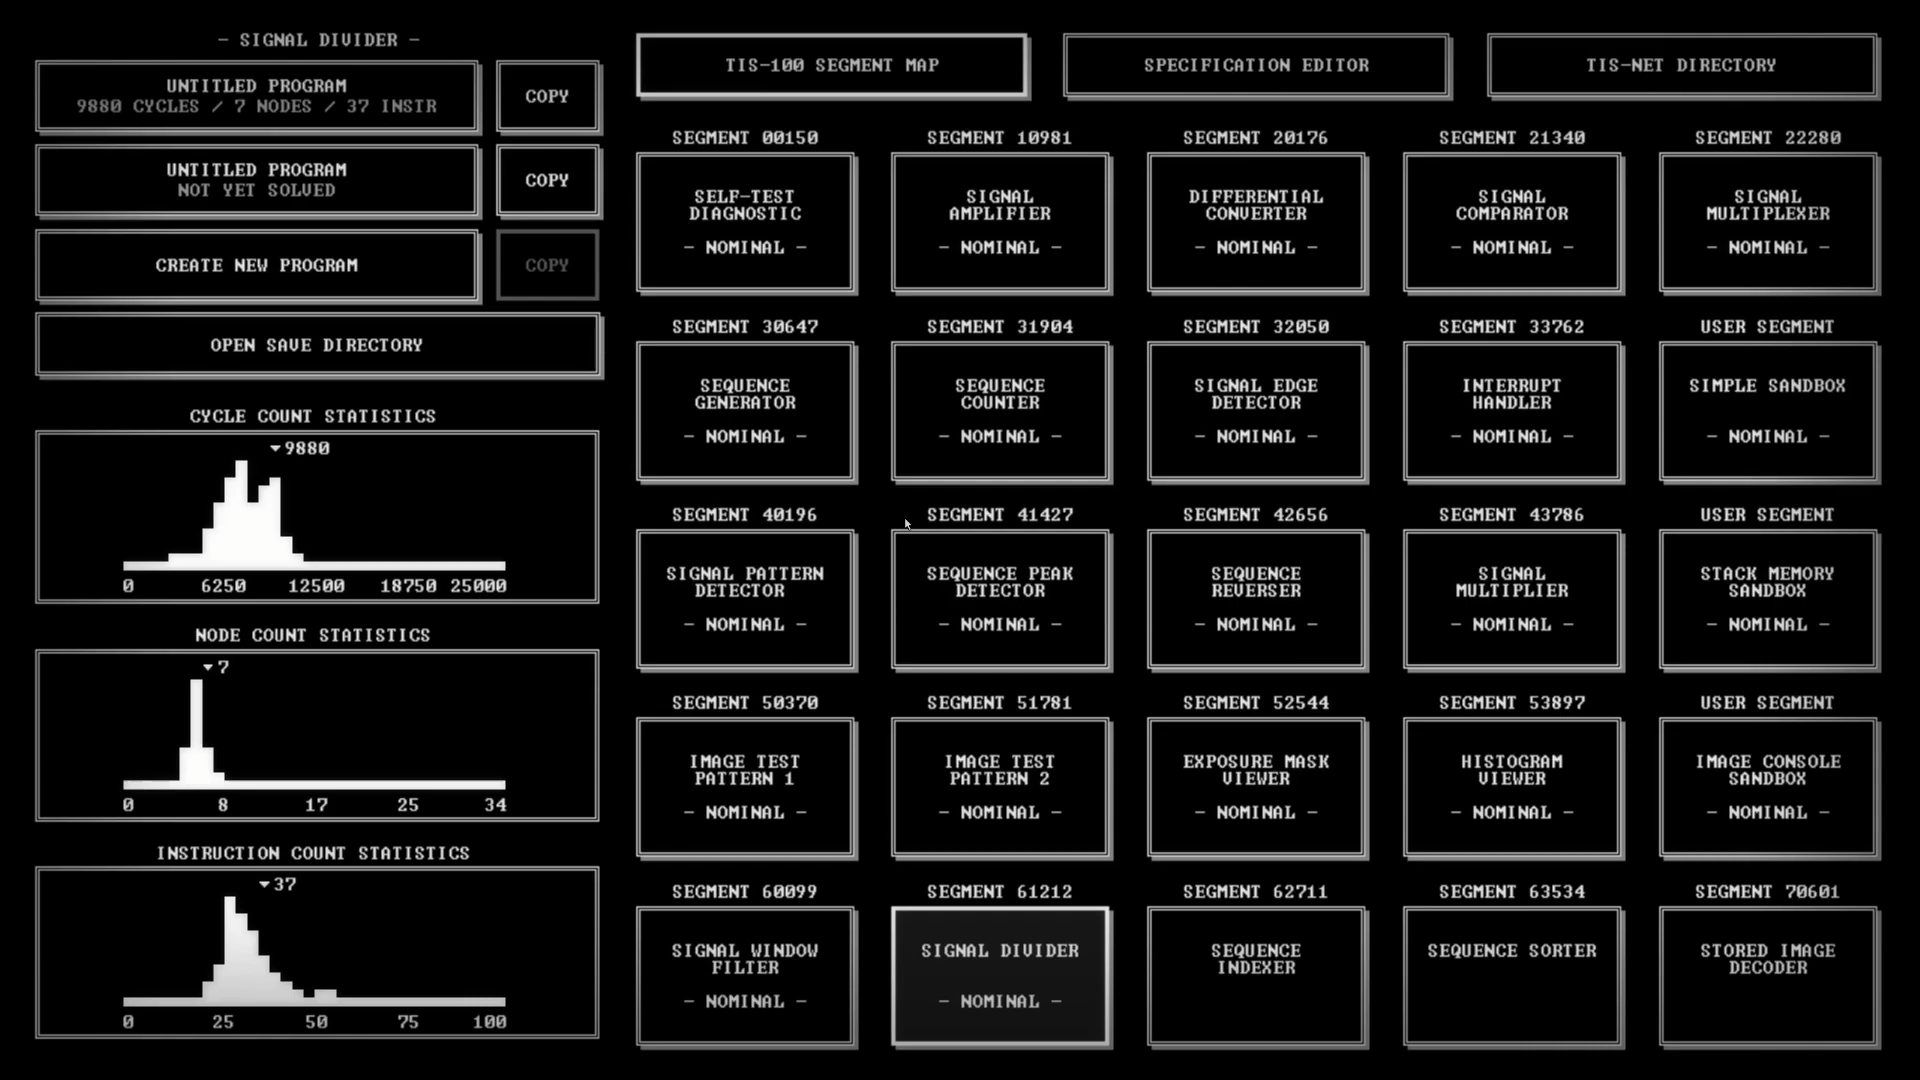 — SIGNAL DIVIDER —
UNTITLED PROGRAM
9880 CYCLES / 7 NODES / 37 INSTR
COPY
UNTITLED PROGRAM
NOT YET SOLVED
COPY
CREATE NEW PROGRAM
COPY
OPEN SAVE DIRECTORY
CYCLE COUNT STATISTICS
9880
0 6250 12500 18750 25000
NODE COUNT STATISTICS
7
0 8 17 25 34
INSTRUCTION COUNT STATISTICS
37
0 25 50 75 100
TIS-100 SEGMENT MAP
SPECIFICATION EDITOR
TIS-NET DIRECTORY
SEGMENT 00150
SELF-TEST
DIAGNOSTIC
— NOMINAL —
SEGMENT 10981
SIGNAL
AMPLIFIER
— NOMINAL —
SEGMENT 20176
DIFFERENTIAL
CONVERTER
— NOMINAL —
SEGMENT 21340
SIGNAL
COMPARATOR
— NOMINAL —
SEGMENT 22280
SIGNAL
MULTIPLEXER
— NOMINAL —
SEGMENT 30647
SEQUENCE
GENERATOR
— NOMINAL —
SEGMENT 31904
SEQUENCE
COUNTER
— NOMINAL —
SEGMENT 32050
SIGNAL EDGE
DETECTOR
— NOMINAL —
SEGMENT 33762
INTERRUPT
HANDLER
— NOMINAL —
USER SEGMENT
SIMPLE SANDBOX
— NOMINAL —
SEGMENT 40196
SIGNAL PATTERN
DETECTOR
— NOMINAL —
SEGMENT 41427
SEQUENCE PEAK
DETECTOR
— NOMINAL —
SEGMENT 42656
SEQUENCE
REVERSER
— NOMINAL —
SEGMENT 43786
SIGNAL
MULTIPLIER
— NOMINAL —
USER SEGMENT
STACK MEMORY
SANDBOX
— NOMINAL —
SEGMENT 50370
IMAGE TEST
PATTERN 1
— NOMINAL —
SEGMENT 51781
IMAGE TEST
PATTERN 2
— NOMINAL —
SEGMENT 52544
EXPOSURE MASK
VIEWER
— NOMINAL —
SEGMENT 53897
HISTOGRAM
VIEWER
— NOMINAL —
USER SEGMENT
IMAGE CONSOLE
SANDBOX
— NOMINAL —
SEGMENT 60099
SIGNAL WINDOW
FILTER
— NOMINAL —
SEGMENT 61212
SIGNAL DIVIDER
— NOMINAL —
SEGMENT 62711
SEQUENCE
INDEXER
SEGMENT 63534
SEQUENCE SORTER
SEGMENT 70601
STORED IMAGE
DECODER